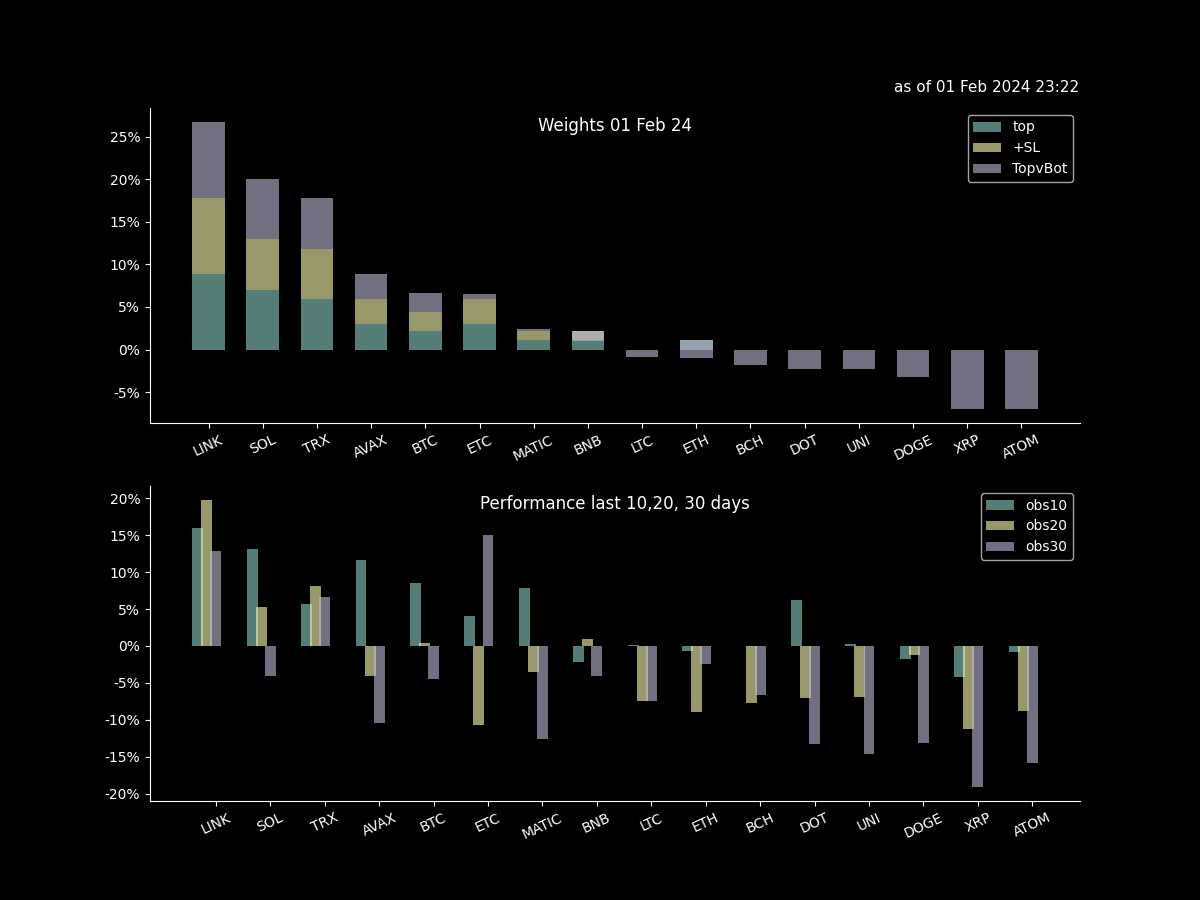 as of 01 Feb 2024 23:22
Weights 01 Feb 24
top
+SL
TopvBot
25%
20%
15%
10%
5%
0%
-5%
LINK SOL TRX AVAX BTC ETC MATIC BNB LTC ETH BCH DOT UNI DOGE XRP ATOM
Performance last 10,20, 30 days
obs10
obs20
obs30
20%
15%
10%
5%
0%
-5%
-10%
-15%
-20%
LINK SOL TRX AVAX BTC ETC MATIC BNB LTC ETH BCH DOT UNI DOGE XRP ATOM